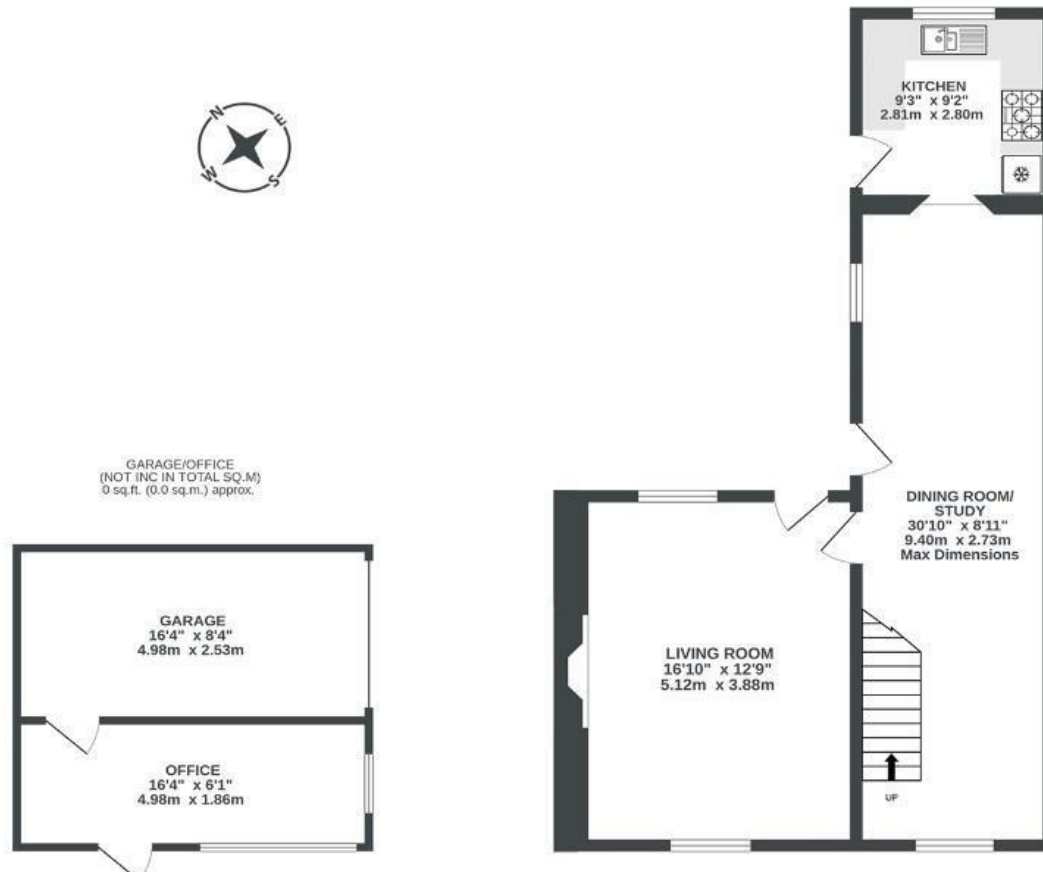 N
E
W
S
KITCHEN
9'3" x 9'2"
2.81m x 2.80m
GARAGE/OFFICE
(NOT INC IN TOTAL SQ.M)
0 sq.ft. (0.0 sq.m.) approx.
DINING ROOM/
STUDY
30'10" x 8'11"
9.40m x 2.73m
Max Dimensions
GARAGE
16'4" x 8'4"
4.98m x 2.53m
LIVING ROOM
16'10" x 12'9"
5.12m x 3.88m
OFFICE
16'4" x 6'1"
4.98m x 1.86m
UP